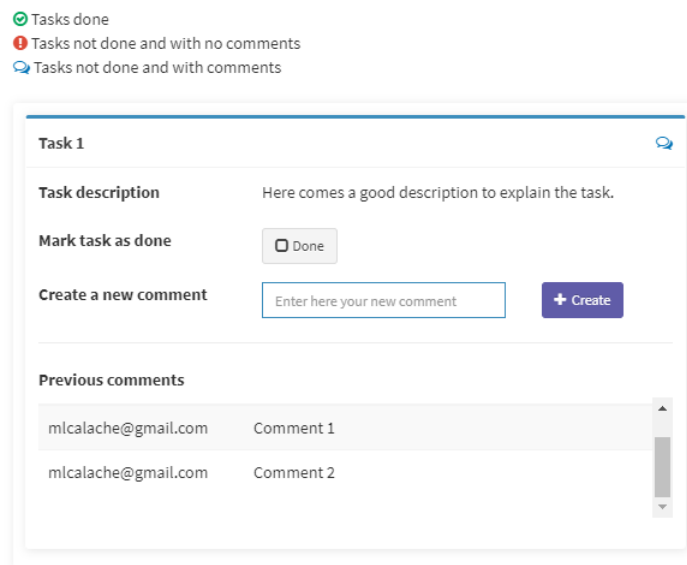 Tasks done
Tasks not done and with no comments
Tasks not done and with comments
Task 1
Task description Here comes a good description to explain the task.
Mark task as done Done
Create a new comment Enter here your new comment Create
Previous comments
mlcalache@gmail.com Comment 1
mlcalache@gmail.com Comment 2